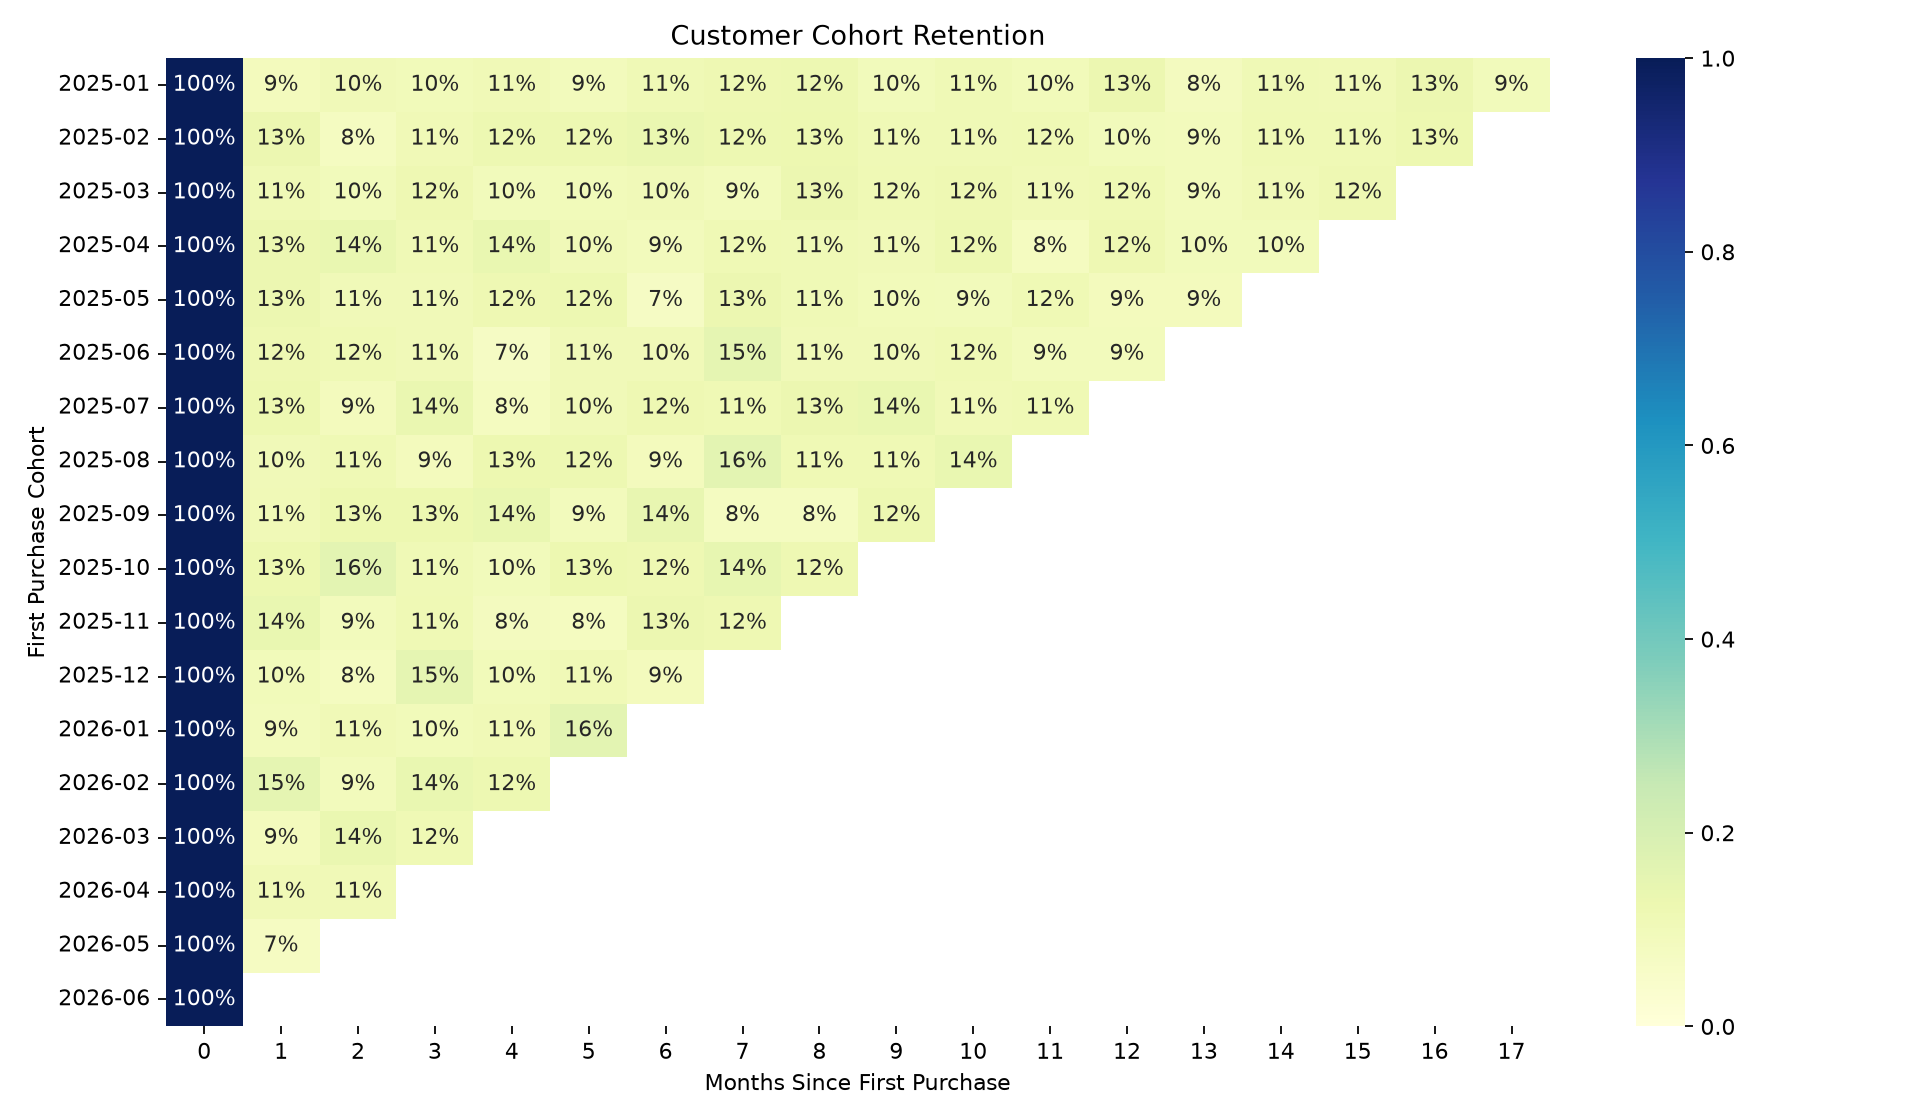 Customer Cohort Retention
First Purchase Cohort
2025-01 100% 9% 10% 10% 11% 9% 11% 12% 12% 10% 11% 10% 13% 8% 11% 11% 13% 9%
2025-02 100% 13% 8% 11% 12% 12% 13% 12% 13% 11% 11% 12% 10% 9% 11% 11% 13%
2025-03 100% 11% 10% 12% 10% 10% 10% 9% 13% 12% 12% 11% 12% 9% 11% 12%
2025-04 100% 13% 14% 11% 14% 10% 9% 12% 11% 11% 12% 8% 12% 10% 10%
2025-05 100% 13% 11% 11% 12% 12% 7% 13% 11% 10% 9% 12% 9% 9%
2025-06 100% 12% 12% 11% 7% 11% 10% 15% 11% 10% 12% 9% 9%
2025-07 100% 13% 9% 14% 8% 10% 12% 11% 13% 14% 11% 11%
2025-08 100% 10% 11% 9% 13% 12% 9% 16% 11% 11% 14%
2025-09 100% 11% 13% 13% 14% 9% 14% 8% 8% 12%
2025-10 100% 13% 16% 11% 10% 13% 12% 14% 12%
2025-11 100% 14% 9% 11% 8% 8% 13% 12%
2025-12 100% 10% 8% 15% 10% 11% 9%
2026-01 100% 9% 11% 10% 11% 16%
2026-02 100% 15% 9% 14% 12%
2026-03 100% 9% 14% 12%
2026-04 100% 11% 11%
2026-05 100% 7%
2026-06 100%
0 1 2 3 4 5 6 7 8 9 10 11 12 13 14 15 16 17
Months Since First Purchase
1.0
0.8
0.6
0.4
0.2
0.0